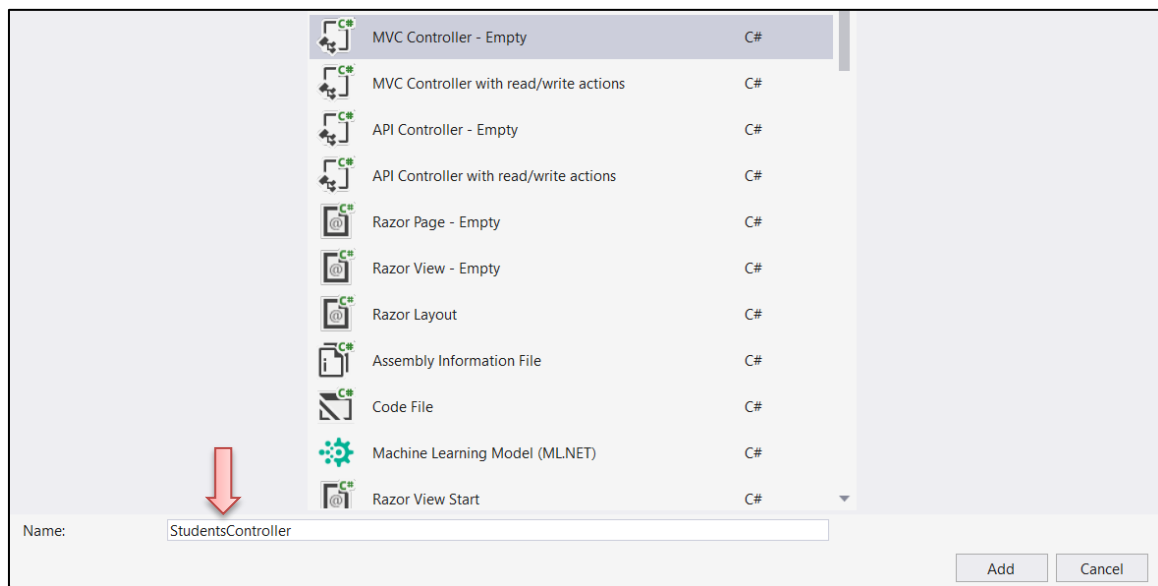 MVC Controller - Empty C#
MVC Controller with read/write actions C#
API Controller - Empty C#
API Controller with read/write actions C#
Razor Page - Empty C#
Razor View - Empty C#
Razor Layout C#
Assembly Information File C#
Code File C#
Machine Learning Model (ML.NET) C#
Razor View Start C#
Name: StudentsController
Add Cancel